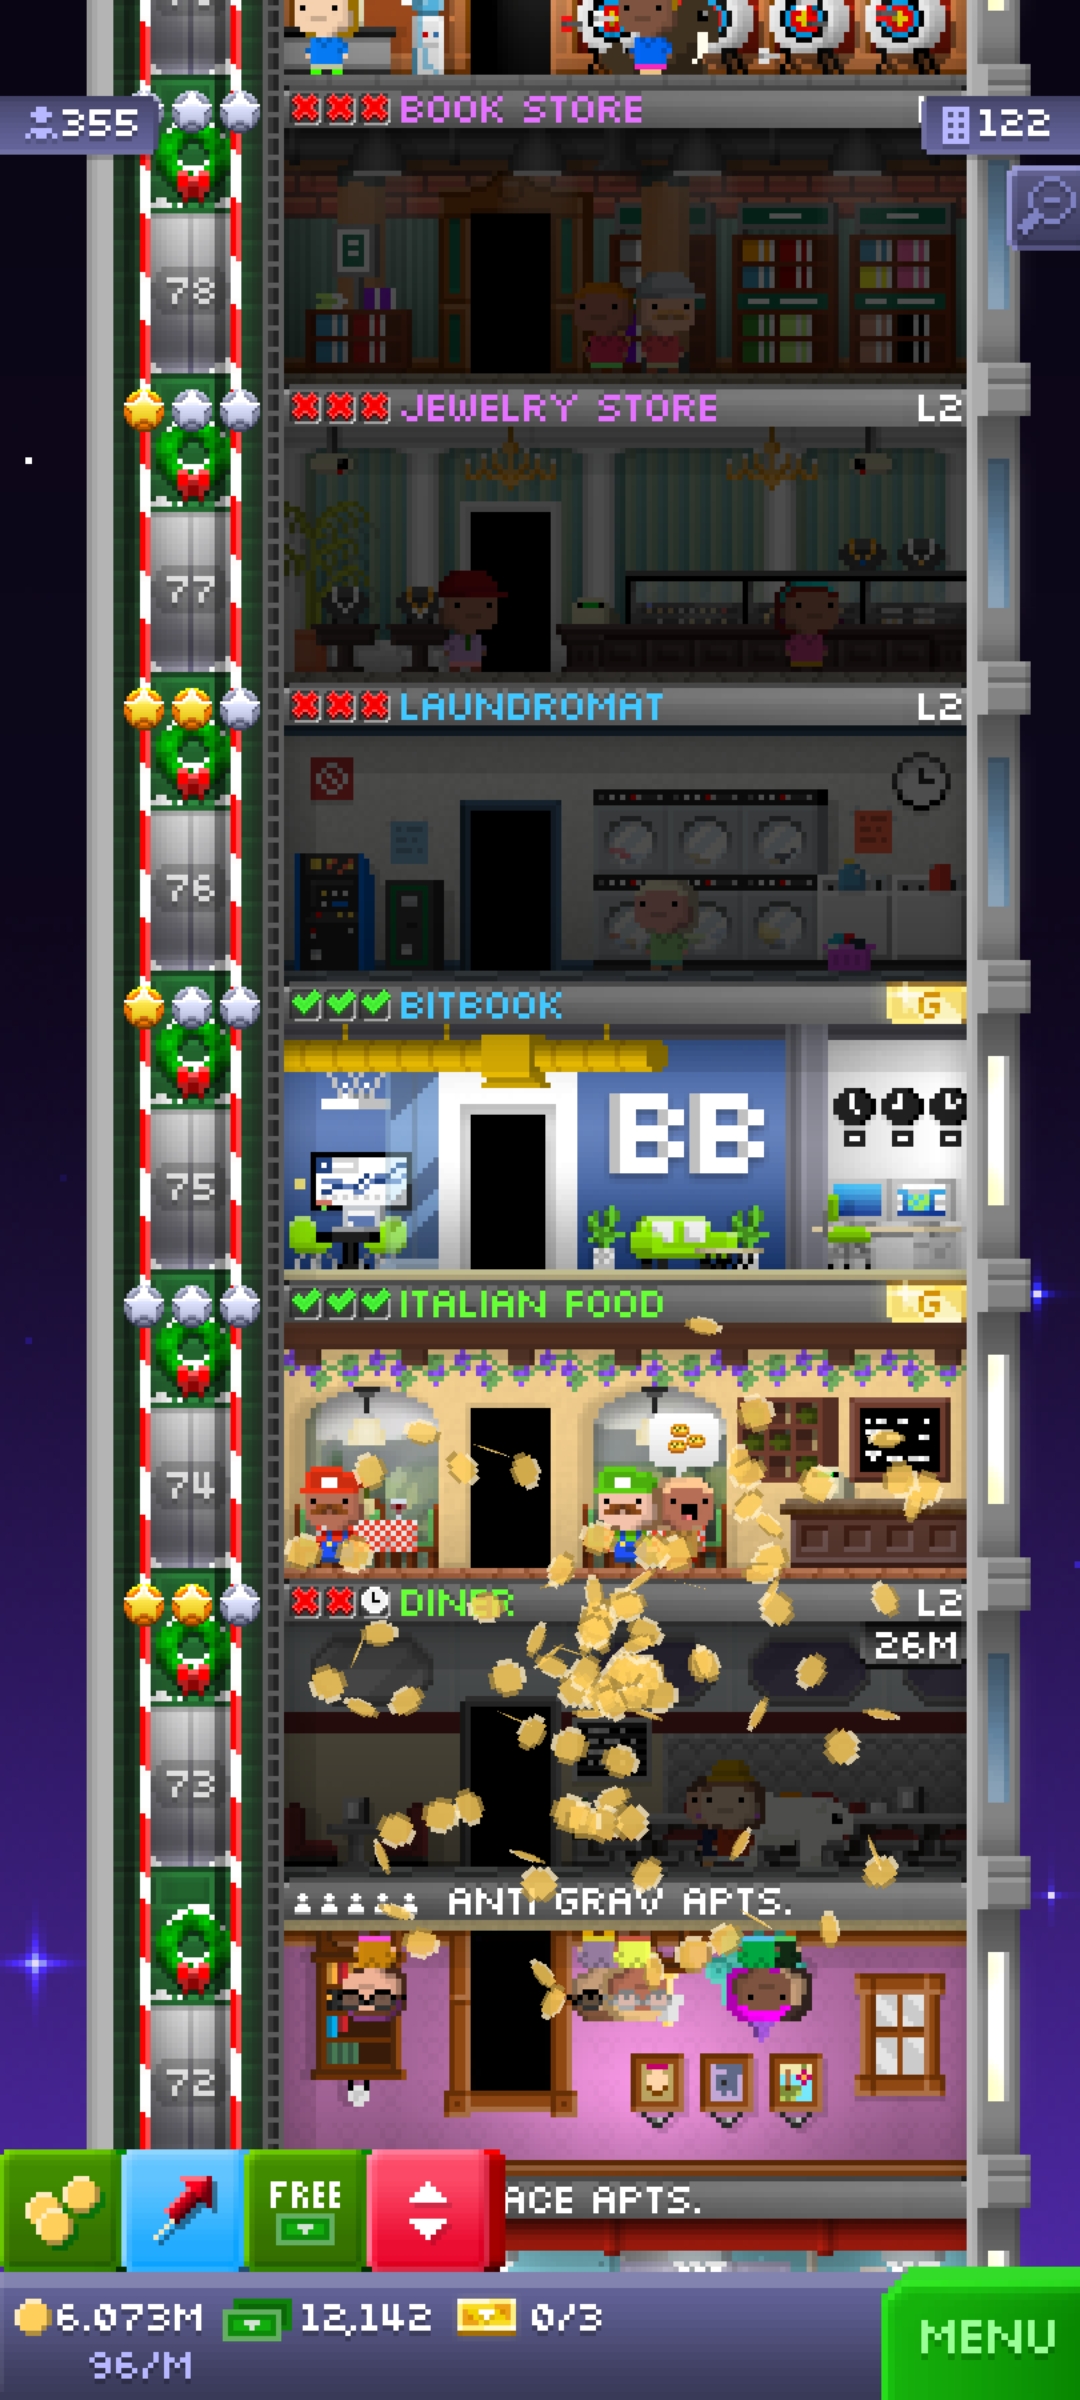 355
122
BOOK STORE
78
JEWELRY STORE L2
77
LAUNDROMAT L2
76
BITBOOK G
BB
75
ITALIAN FOOD G
74
DINER L2
26M
73
ANTI GRAV APTS.
72
FREE
ACE APTS.
6.073M 12,142 0/3
96/M
MENU